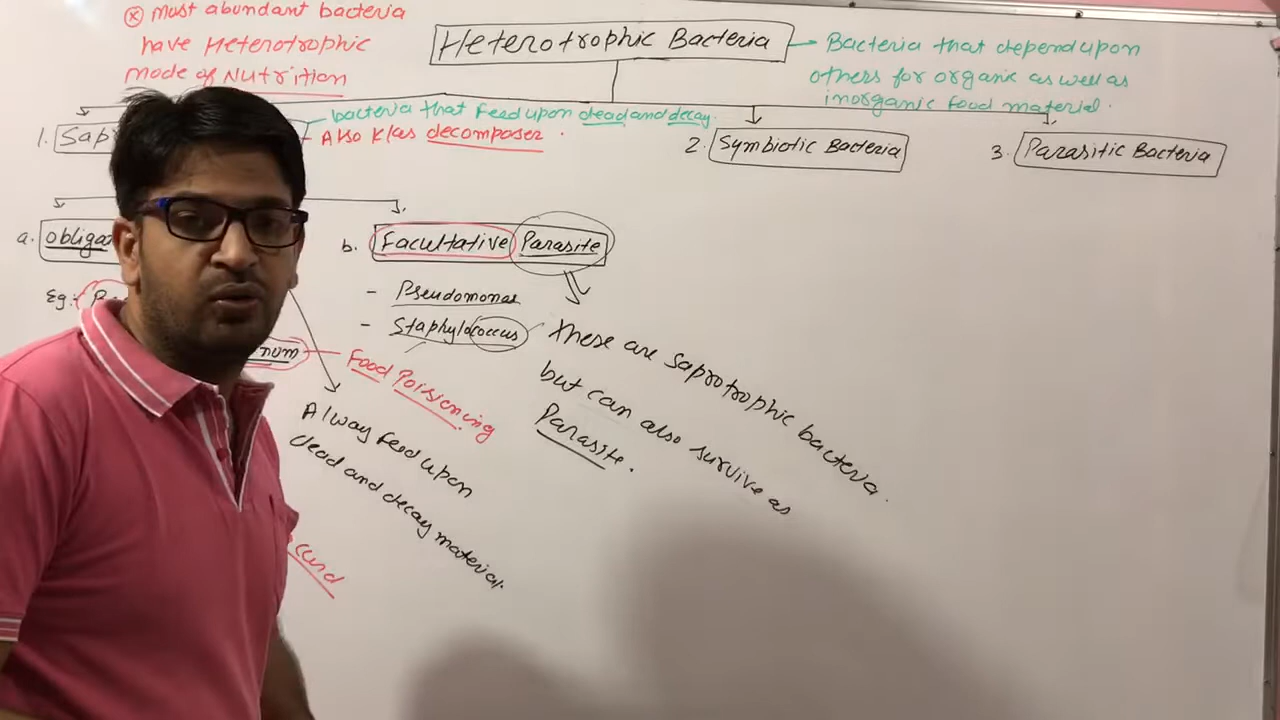 ⓧ most abundant bacteria
have Heterotrophic
mode of Nutrition
Heterotrophic Bacteria
Bacteria that depend upon
others for organic as well as
inorganic food material.
1.
bacteria that Feed upon dead and decay.
Also K/as decomposer.
2. Symbiotic Bacteria
3. Parasitic Bacteria
a.
b. Facultative Parasite
Eg:-
- Pseudomonas
- Staphylococcus
Food Poisiening
Alway Feed upon
dead and decay material.
These are saprotrophic bacteria.
but can also survive as
Parasite.